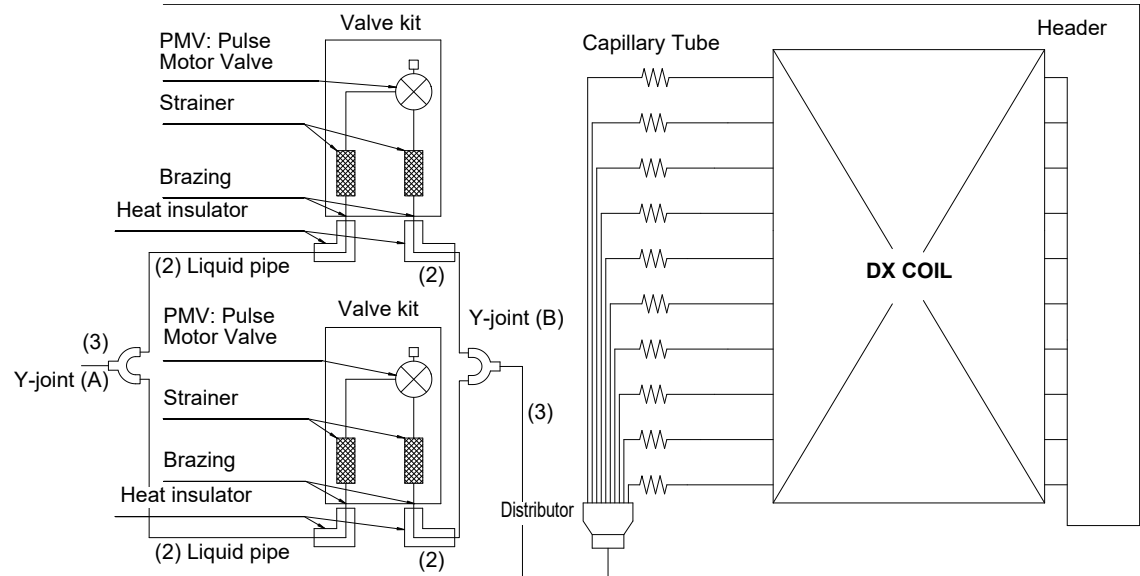 Valve kit
PMV: Pulse
Motor Valve
Strainer
Brazing
Heat insulator
(2) Liquid pipe
(2)
Valve kit
PMV: Pulse
Motor Valve
Y-joint (B)
(3)
Y-joint (A)
Strainer
(3)
Brazing
Heat insulator
(2) Liquid pipe
(2)
Capillary Tube
Header
DX COIL
Distributor